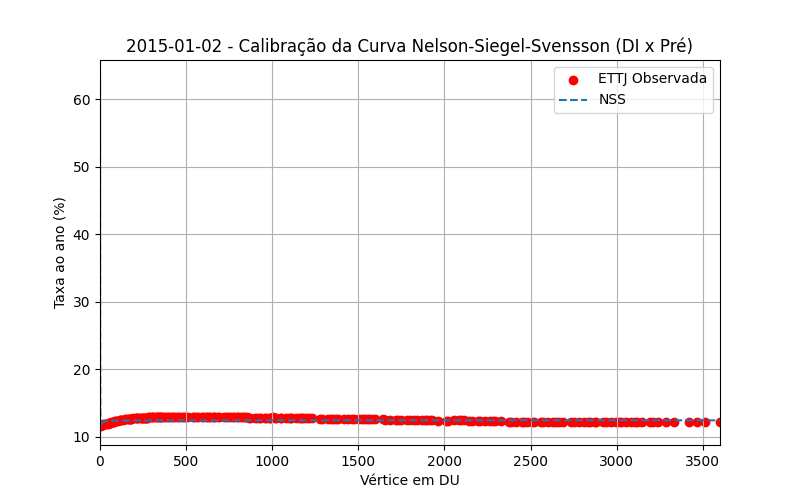 2015-01-02 - Calibração da Curva Nelson-Siegel-Svensson (DI x Pré)
ETTJ Observada
NSS
Taxa ao ano (%)
60
50
40
30
20
10
0 500 1000 1500 2000 2500 3000 3500
Vértice em DU